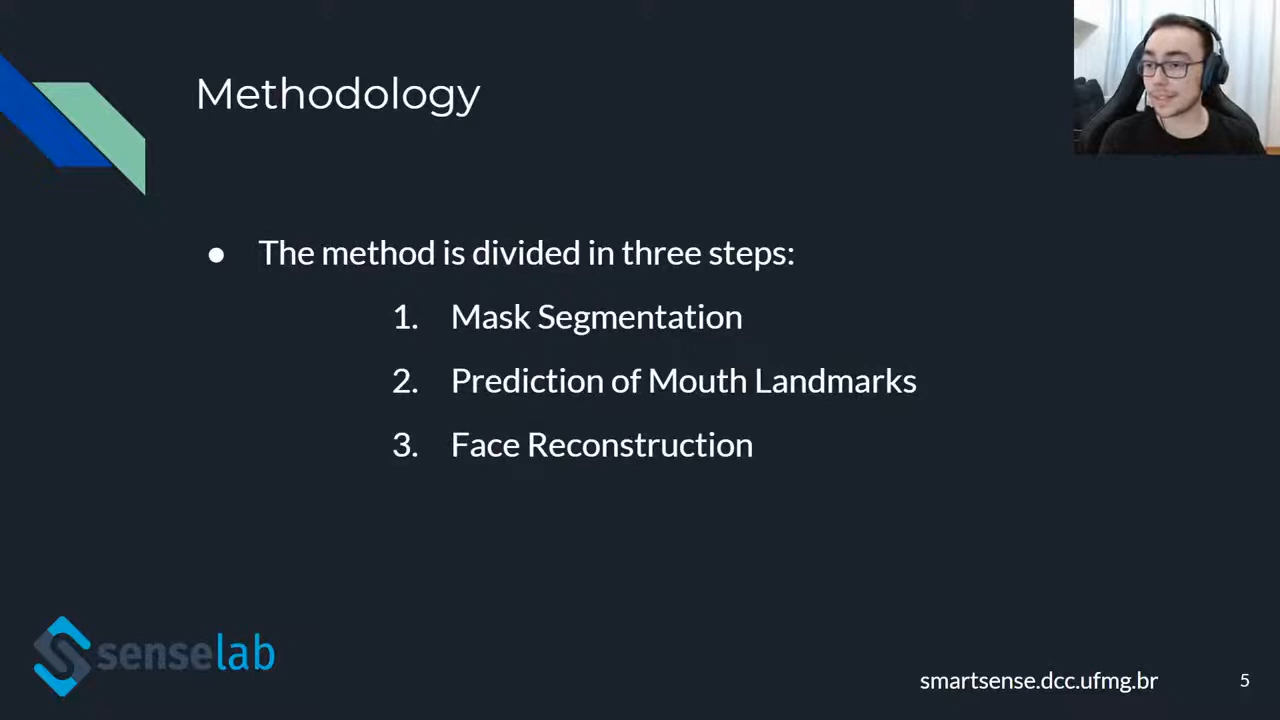 Methodology
● The method is divided in three steps:
1. Mask Segmentation
2. Prediction of Mouth Landmarks
3. Face Reconstruction
senselab
smartsense.dcc.ufmg.br
5